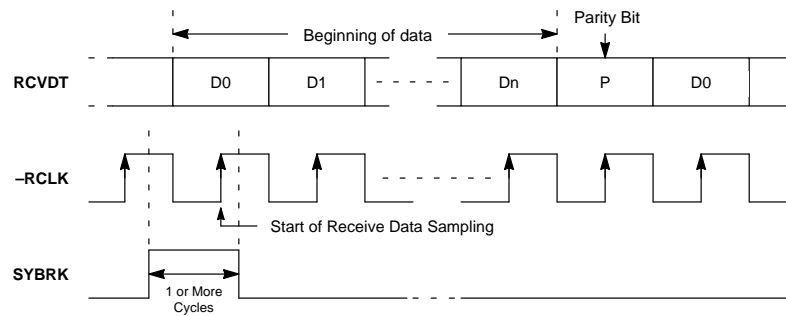 Parity Bit
Beginning of data
RCVDT
D0
D1
Dn
P
D0
–RCLK
Start of Receive Data Sampling
SYBRK
1 or More
Cycles